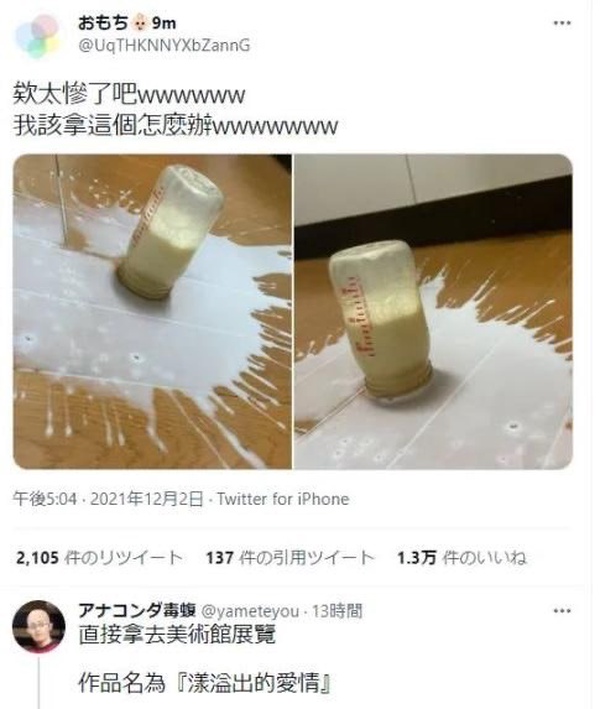 おもち👶🏻9m
@UqTHKNNYXbZannG
欸太慘了吧wwwwww
我該拿這個怎麼辦wwwwwww
午後5:04 · 2021年12月2日 · Twitter for iPhone
2,105 件のリツイート 137 件の引用ツイート 1.3万 件のいいね
アナコンダ毒蝮 @yameteyou · 13時間
直接拿去美術館展覽
作品名為『漾溢出的愛情』